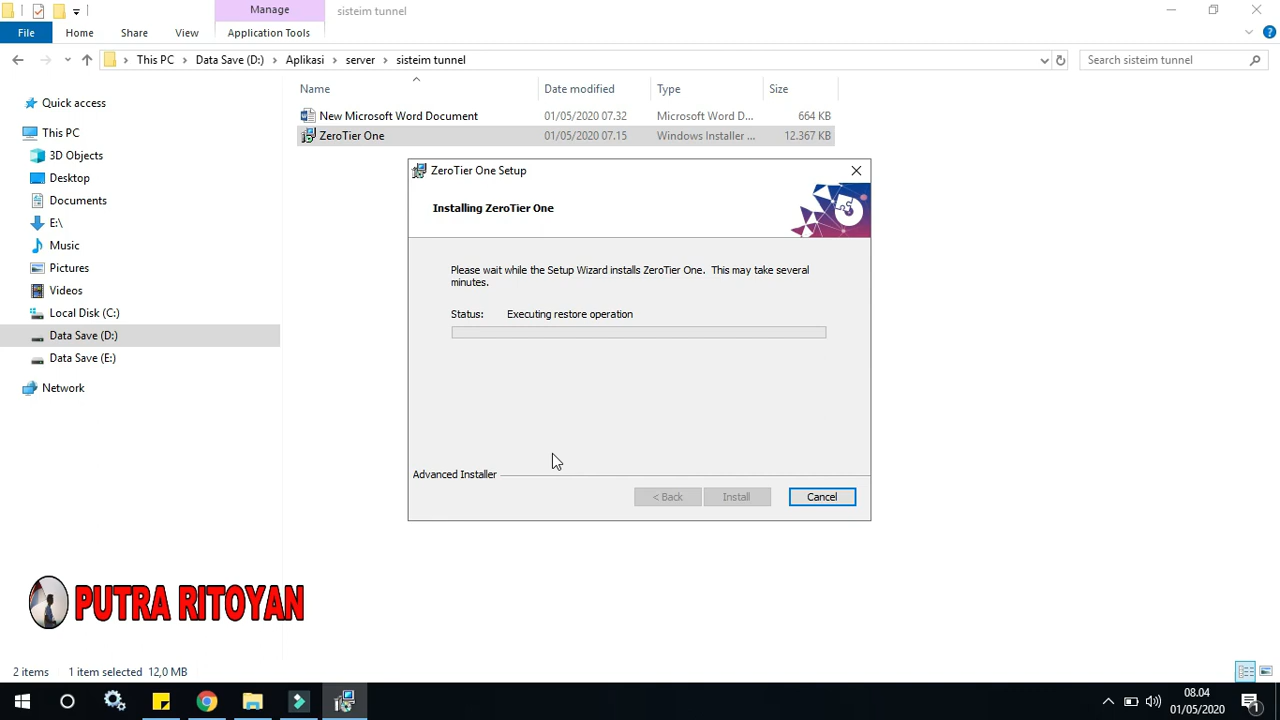 Manage
sisteim tunnel
File
Home
Share
View
Application Tools
This PC
Data Save (D:)
Aplikasi
server
sisteim tunnel
Search sisteim tunnel
Name
Date modified
Type
Size
New Microsoft Word Document
01/05/2020 07.32
Microsoft Word D...
664 KB
ZeroTier One
01/05/2020 07.15
Windows Installer ...
12.367 KB
Quick access
This PC
3D Objects
Desktop
Documents
E:\
Music
Pictures
Videos
Local Disk (C:)
Data Save (D:)
Data Save (E:)
Network
ZeroTier One Setup
Installing ZeroTier One
Please wait while the Setup Wizard installs ZeroTier One. This may take several
minutes.
Status: Executing restore operation
Advanced Installer
< Back
Install
Cancel
PUTRA RITOYAN
2 items
1 item selected 12,0 MB
08.04
01/05/2020
1